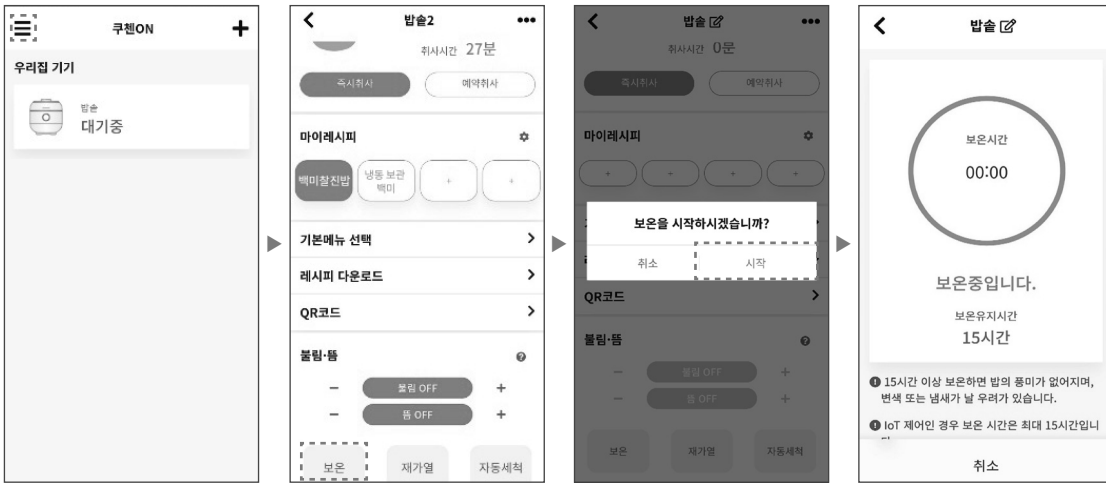 쿠첸ON
우리집 기기
밥솥
대기중
밥솥2
취사시간 27분
즉시취사
예약취사
마이레시피
백미찰진밥
냉동 보관
백미
+
+
기본메뉴 선택
레시피 다운로드
QR코드
불림·뜸
− 불림 OFF +
− 뜸 OFF +
보온
재가열
자동세척
밥솥
취사시간 0분
즉시취사
예약취사
마이레시피
+
+
+
+
보온을 시작하시겠습니까?
취소
시작
QR코드
불림·뜸
− 불림 OFF +
− 뜸 OFF +
보온
재가열
자동세척
밥솥
보온시간
00:00
보온중입니다.
보온유지시간
15시간
15시간 이상 보온하면 밥의 풍미가 없어지며,
변색 또는 냄새가 날 우려가 있습니다.
IoT 제어인 경우 보온 시간은 최대 15시간입니
취소